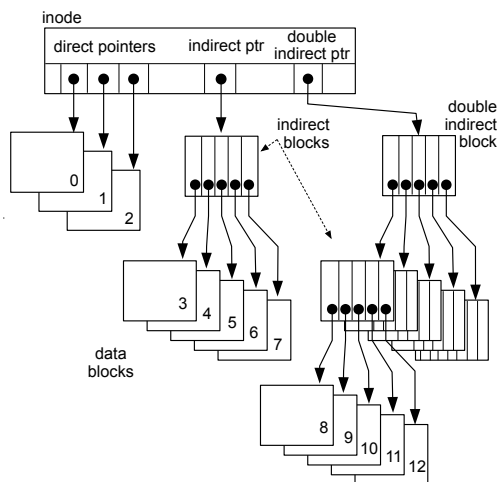 inode
direct pointers
indirect ptr
double
indirect ptr
double
indirect
block
indirect
blocks
0
1
2
3
4
5
6
7
data
blocks
8
9
10
11
12